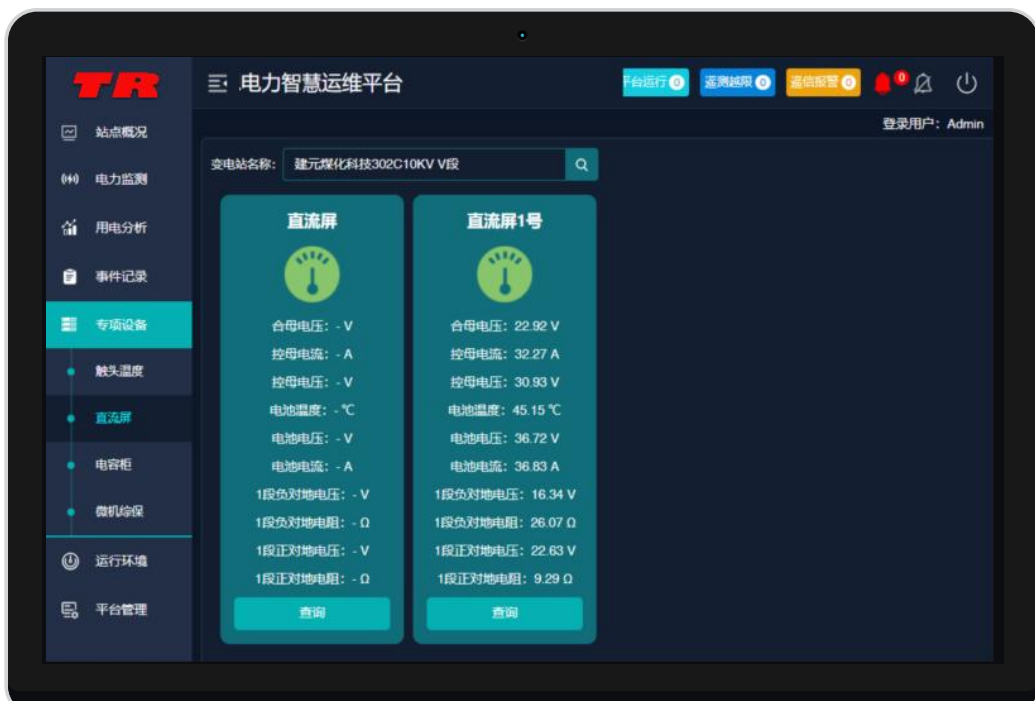 TR
电力智慧运维平台
平台运行 0
遥测越限 0
遥信报警 0
0
登录用户：Admin
站点概况
电力监测
用电分析
事件记录
专项设备
触头温度
直流屏
电容柜
微机综保
运行环境
平台管理
变电站名称：
建元煤化科技302C10KV V段
直流屏
合母电压：- V
控母电流：- A
控母电压：- V
电池温度：- ℃
电池电压：- V
电池电流：- A
1段负对地电压：- V
1段负对地电阻：- Ω
1段正对地电压：- V
1段正对地电阻：- Ω
查询
直流屏1号
合母电压：22.92 V
控母电流：32.27 A
控母电压：30.93 V
电池温度：45.15 ℃
电池电压：36.72 V
电池电流：36.83 A
1段负对地电压：16.34 V
1段负对地电阻：26.07 Ω
1段正对地电压：22.63 V
1段正对地电阻：9.29 Ω
查询